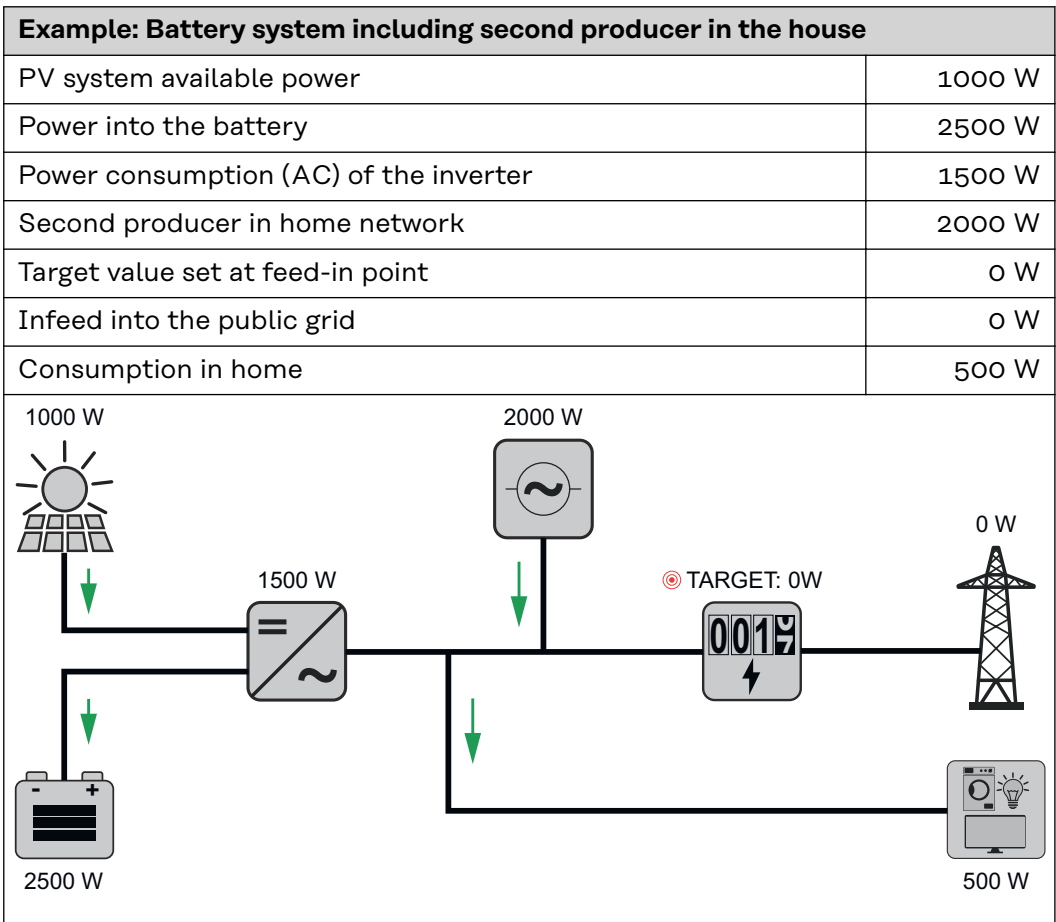 Example: Battery system including second producer in the house
PV system available power 1000 W
Power into the battery 2500 W
Power consumption (AC) of the inverter 1500 W
Second producer in home network 2000 W
Target value set at feed-in point 0 W
Infeed into the public grid 0 W
Consumption in home 500 W
1000 W
2000 W
0 W
1500 W
TARGET: 0W
001
2500 W
500 W